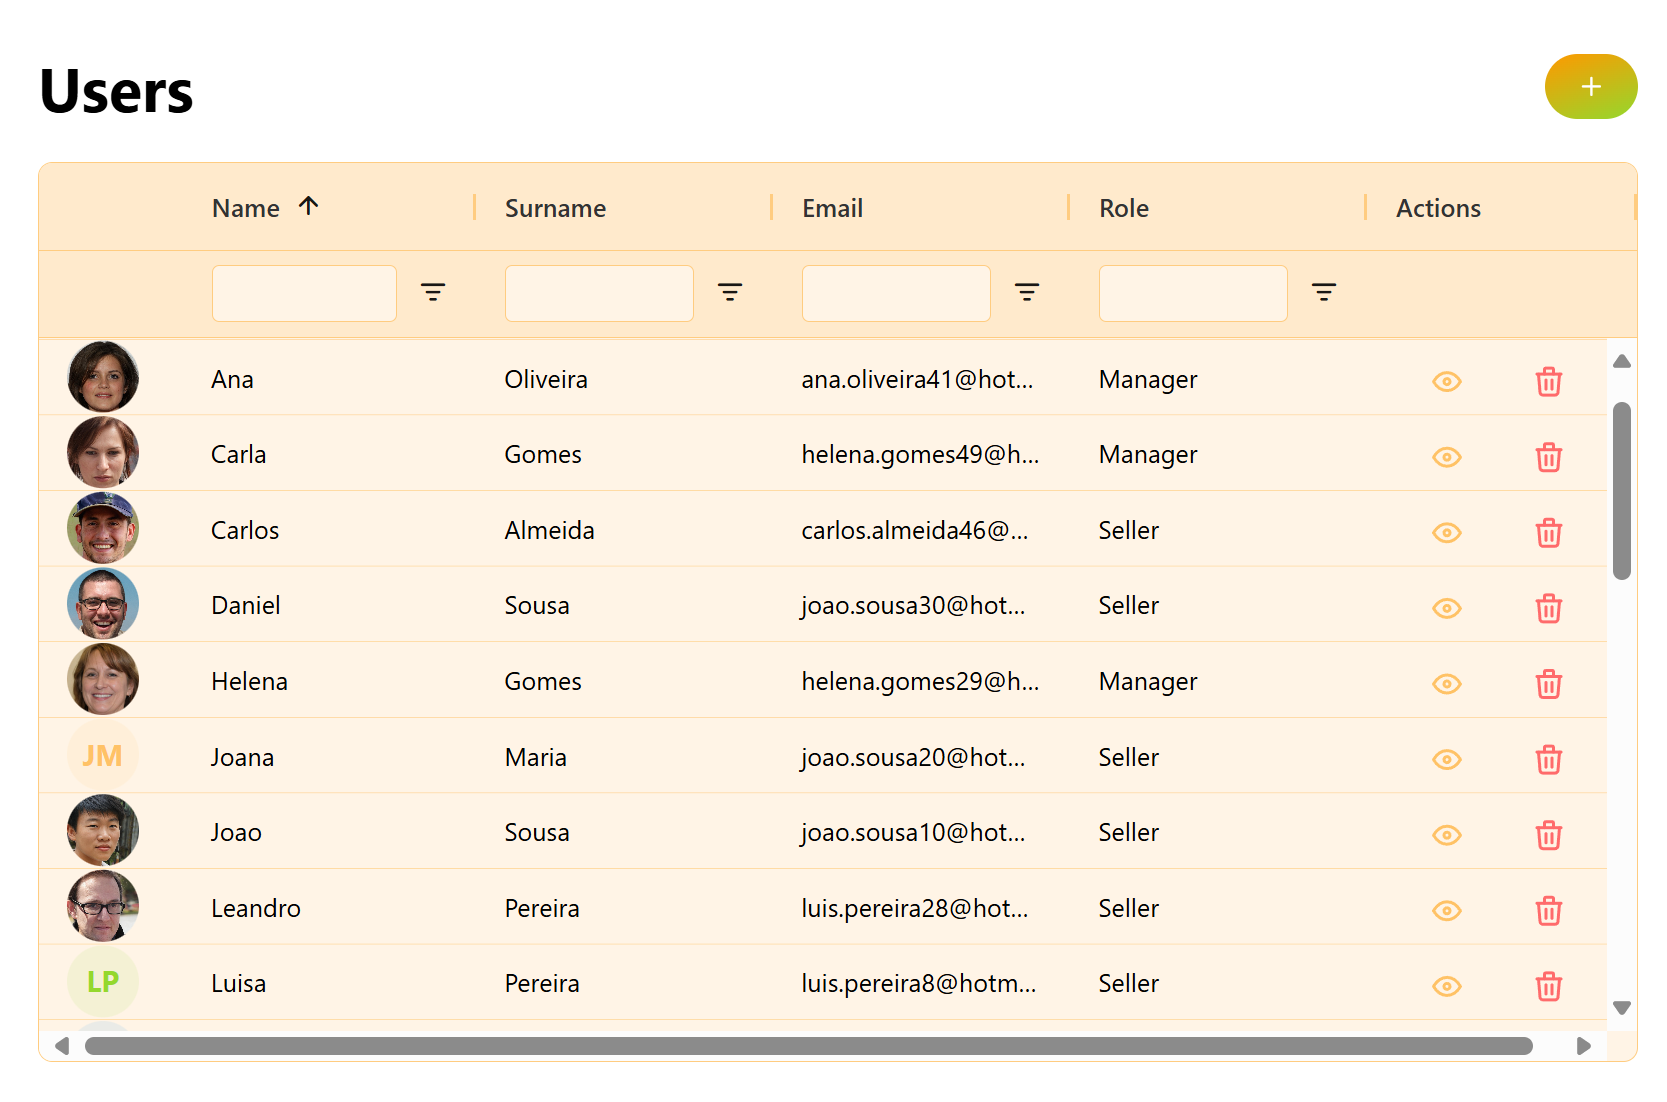 Users
+
Name Surname Email Role Actions
Ana Oliveira ana.oliveira41@hot... Manager
Carla Gomes helena.gomes49@h... Manager
Carlos Almeida carlos.almeida46@... Seller
Daniel Sousa joao.sousa30@hot... Seller
Helena Gomes helena.gomes29@h... Manager
JM Joana Maria joao.sousa20@hot... Seller
Joao Sousa joao.sousa10@hot... Seller
Leandro Pereira luis.pereira28@hot... Seller
LP Luisa Pereira luis.pereira8@hotm... Seller